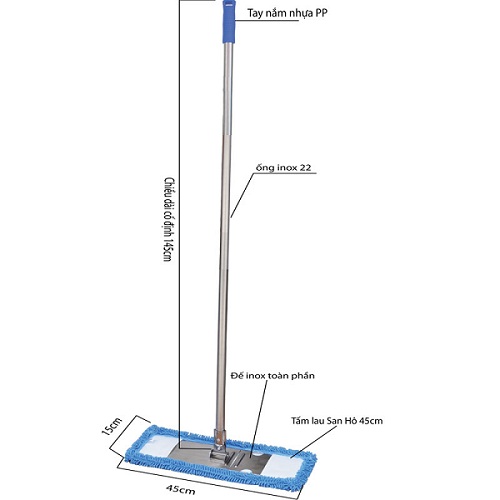 Tay nắm nhựa PP
ống inox 22
Chiều dài cố định 145cm
Đế inox toàn phần
Tấm lau San Hô 45cm
15cm
45cm